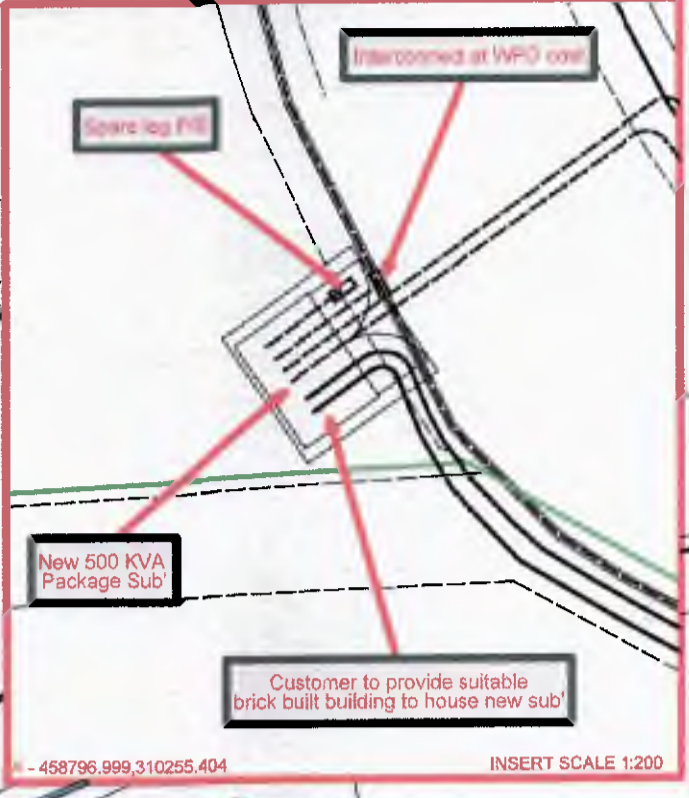 Interconnect at WPD cost
Spare leg P/E
New 500 KVA
Package Sub'
Customer to provide suitable
brick built building to house new sub'
- 458796.999,310255.404
INSERT SCALE 1:200